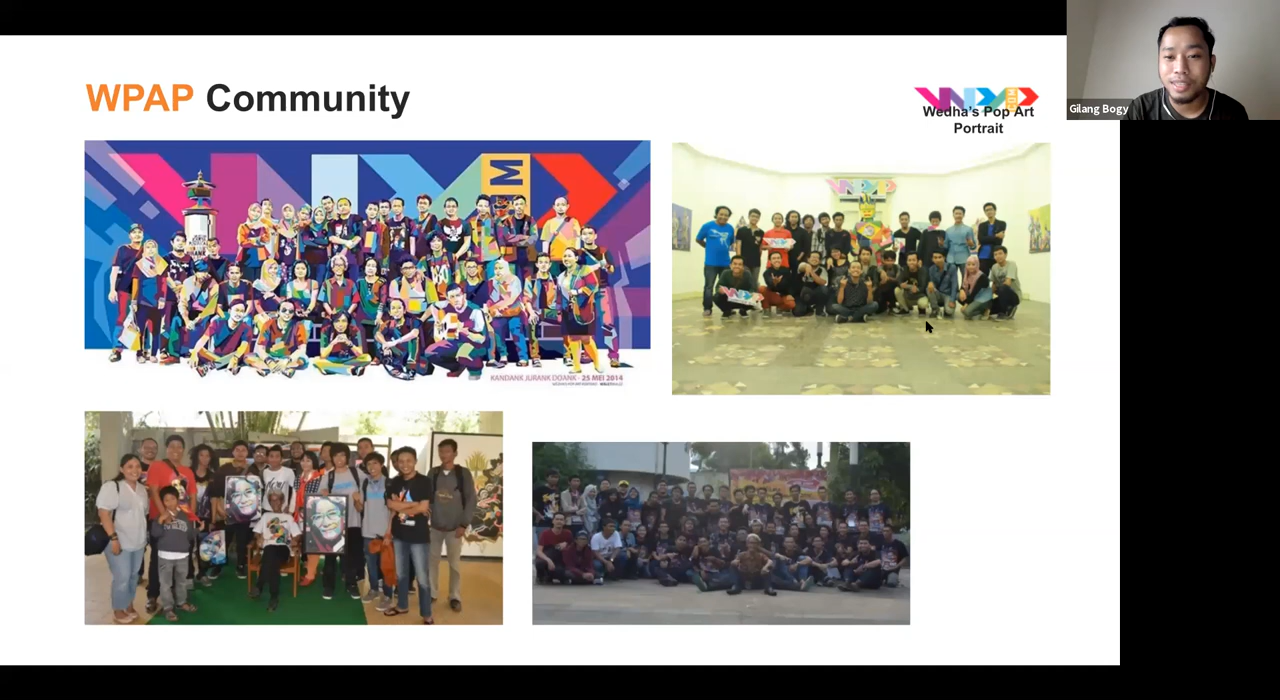 WPAP Community
Wedha's Pop Art
Portrait
Gilang Bogy
KANDANK JURANK DOANK - 25 MEI 2014